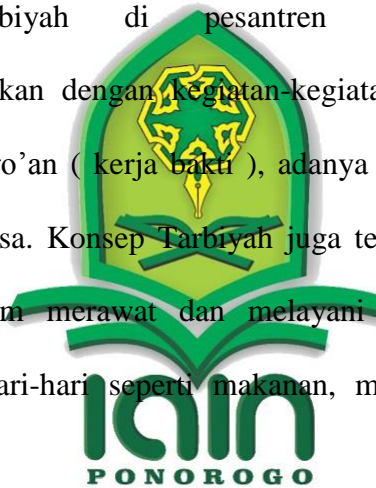 biyah di pesantren
kan dengan kegiatan-kegiata
o’an ( kerja bakti ), adanya
sa. Konsep Tarbiyah juga te
m merawat dan melayani
ari-hari seperti makanan, m
iain
PONOROGO